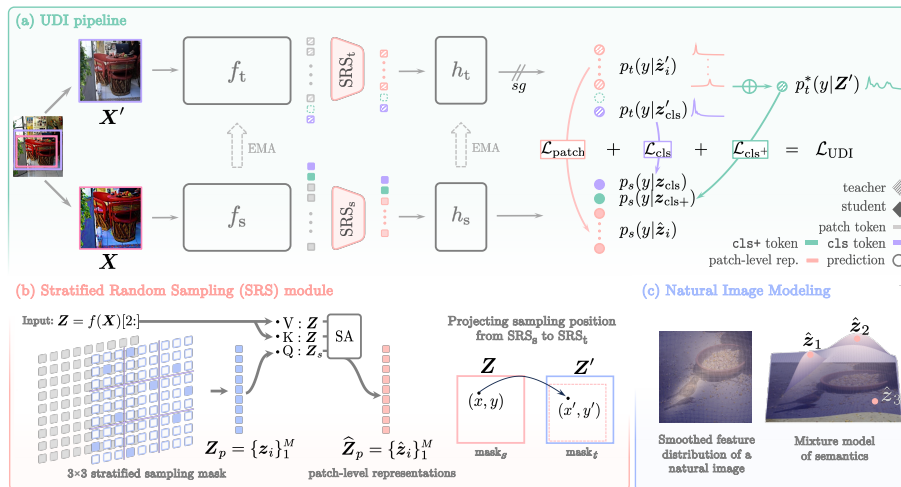 (a) UDI pipeline
X'
f_t
SRS_t
h_t
sg
p_t(y|ẑ'_i)
p_t(y|z'_cls)
p*_t(y|Z')
EMA
EMA
L_patch + L_cls + L_cls+ = L_UDI
X
f_s
SRS_s
h_s
p_s(y|z_cls)
p_s(y|z_cls+)
p_s(y|ẑ_i)
teacher
student
patch token
cls+ token
cls token
patch-level rep.
prediction
(b) Stratified Random Sampling (SRS) module
Input: Z = f(X)[2:]
• V : Z
• K : Z
• Q : Z_s
SA
Z_p = {z_i}_1^M
Ẑ_p = {ẑ_i}_1^M
3×3 stratified sampling mask
patch-level representations
Projecting sampling position
from SRS_s to SRS_t
Z
Z'
(x, y)
(x', y')
mask_s
mask_t
(c) Natural Image Modeling
ẑ_1
ẑ_2
ẑ_3
Smoothed feature
distribution of a
natural image
Mixture model
of semantics